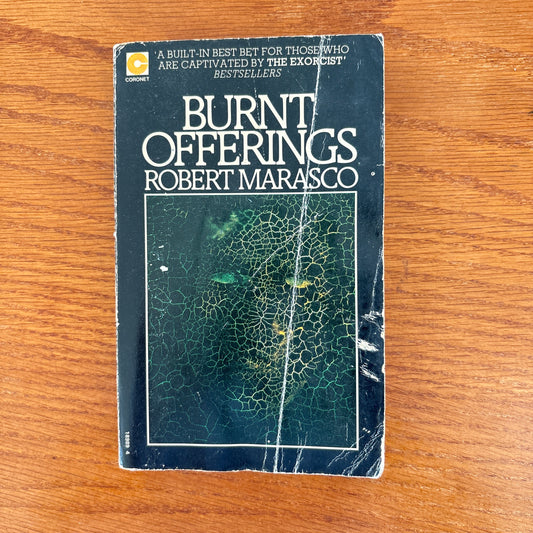 'A BUILT-IN BEST BET FOR THOSE WHO
ARE CAPTIVATED BY THE EXORCIST'
BESTSELLERS
CORONET
BURNT
OFFERINGS
ROBERT MARASCO